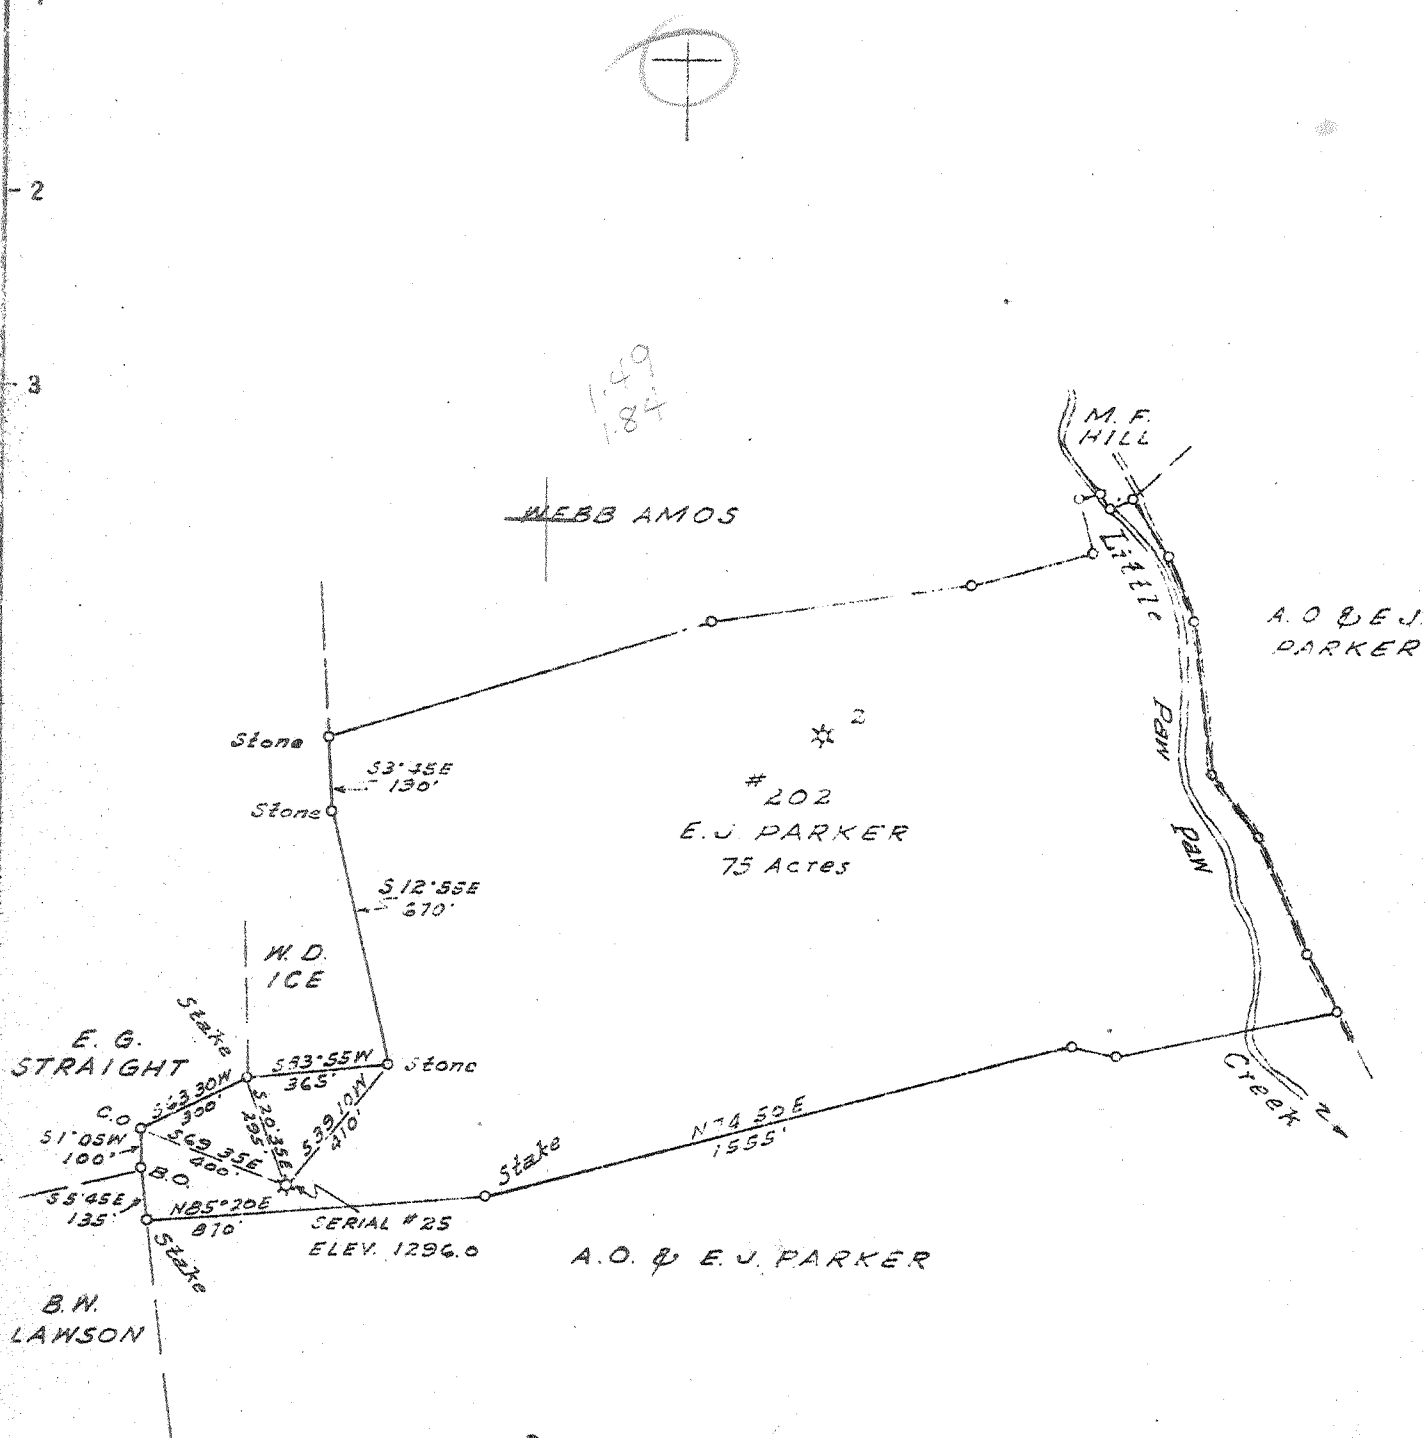 - 2
- 3
1.49
1.84
M. F.
HILL
WEBB AMOS
Little
A. O & E J.
PARKER
Paw
Paw
2
Stone
S3°45E
130'
#
202
Stone
E. J. PARKER
75 Acres
S 12°55E
670'
W. D.
ICE
Stake
E. G.
STRAIGHT
S83°55W
365'
Stone
S63 30W
300'
C.O
S1°05W
100'
S69 35E
400'
S20°35E
295'
S39 10W
410'
B.O.
S5 45E
135'
N85°20E
870'
Stake
Stake
N74 50E
1555'
Creek
SERIAL #25
ELEV. 1296.0
A.O. & E. J. PARKER
B.W.
LAWSON